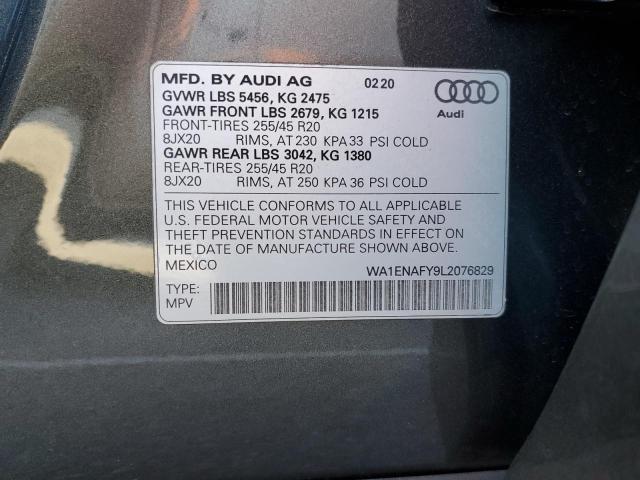 MFD. BY AUDI AG 02 20
GVWR LBS 5456, KG 2475
GAWR FRONT LBS 2679, KG 1215
FRONT-TIRES 255/45 R20
8JX20 RIMS, AT 230 KPA 33 PSI COLD
GAWR REAR LBS 3042, KG 1380
REAR-TIRES 255/45 R20
8JX20 RIMS, AT 250 KPA 36 PSI COLD
Audi
THIS VEHICLE CONFORMS TO ALL APPLICABLE
U.S. FEDERAL MOTOR VEHICLE SAFETY AND
THEFT PREVENTION STANDARDS IN EFFECT ON
THE DATE OF MANUFACTURE SHOWN ABOVE.
MEXICO WA1ENAFY9L2076829
TYPE:
MPV